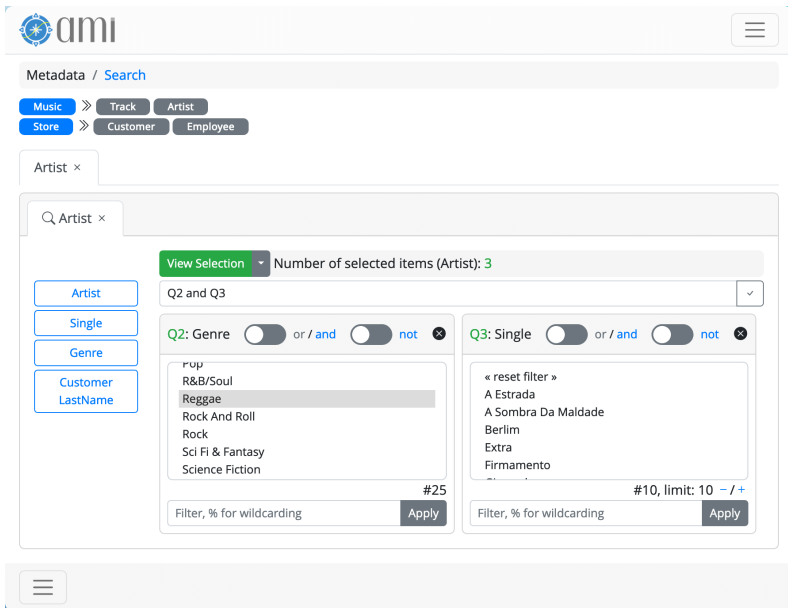 ami
Metadata / Search
Music » Track Artist
Store » Customer Employee
Artist ×
Artist ×
View Selection Number of selected items (Artist): 3
Artist
Q2 and Q3
Single
Genre
Customer
LastName
Q2: Genre or / and not
Pop
R&B/Soul
Reggae
Rock And Roll
Rock
Sci Fi & Fantasy
Science Fiction
#25
Filter, % for wildcarding Apply
Q3: Single or / and not
« reset filter »
A Estrada
A Sombra Da Maldade
Berlim
Extra
Firmamento
#10, limit: 10 − / +
Filter, % for wildcarding Apply